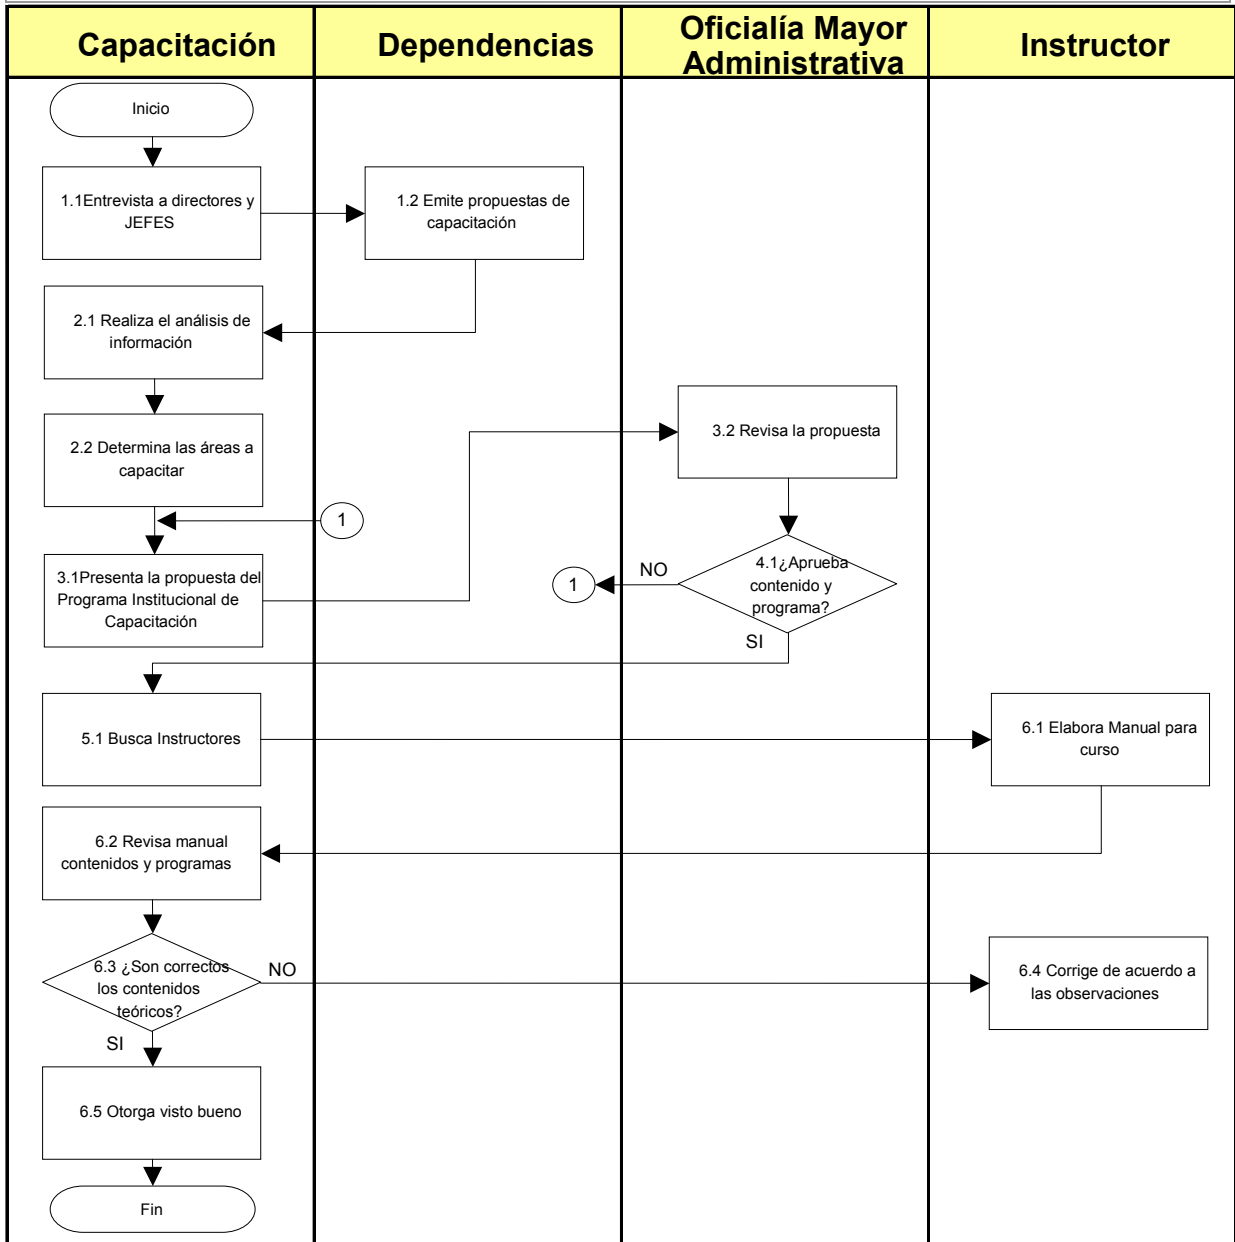 Capacitación
Dependencias
Oficialía Mayor
Administrativa
Instructor
Inicio
1.1Entrevista a directores y
JEFES
1.2 Emite propuestas de
capacitación
2.1 Realiza el análisis de
información
2.2 Determina las áreas a
capacitar
3.2 Revisa la propuesta
1
3.1Presenta la propuesta del
Programa Institucional de
Capacitación
1
NO
4.1¿Aprueba
contenido y
programa?
SI
5.1 Busca Instructores
6.1 Elabora Manual para
curso
6.2 Revisa manual
contenidos y programas
6.3 ¿Son correctos
los contenidos
teóricos?
NO
6.4 Corrige de acuerdo a
las observaciones
SI
6.5 Otorga visto bueno
Fin